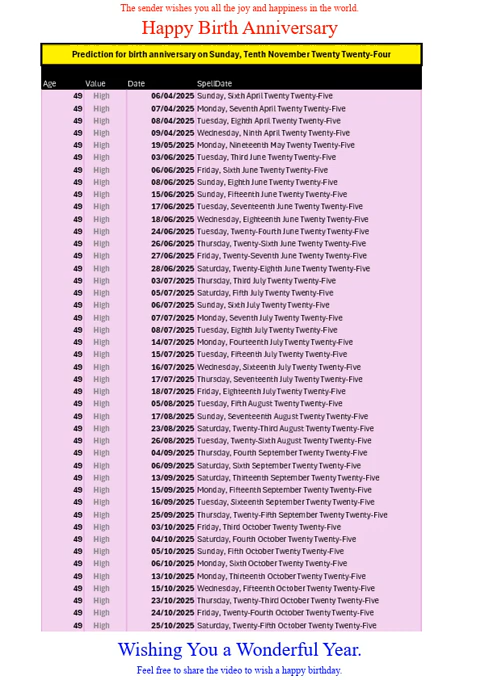 The sender wishes you all the joy and happiness in the world.
Happy Birth Anniversary
Prediction for birth anniversary on Sunday, Tenth November Twenty Twenty-Four
Age Value Date SpellDate
49 High 06/04/2025 Sunday, Sixth April Twenty Twenty-Five
49 High 07/04/2025 Monday, Seventh April Twenty Twenty-Five
49 High 08/04/2025 Tuesday, Eighth April Twenty Twenty-Five
49 High 09/04/2025 Wednesday, Ninth April Twenty Twenty-Five
49 High 19/05/2025 Monday, Nineteenth May Twenty Twenty-Five
49 High 03/06/2025 Tuesday, Third June Twenty Twenty-Five
49 High 06/06/2025 Friday, Sixth June Twenty Twenty-Five
49 High 08/06/2025 Sunday, Eighth June Twenty Twenty-Five
49 High 15/06/2025 Sunday, Fifteenth June Twenty Twenty-Five
49 High 17/06/2025 Tuesday, Seventeenth June Twenty Twenty-Five
49 High 18/06/2025 Wednesday, Eighteenth June Twenty Twenty-Five
49 High 24/06/2025 Tuesday, Twenty-Fourth June Twenty Twenty-Five
49 High 26/06/2025 Thursday, Twenty-Sixth June Twenty Twenty-Five
49 High 27/06/2025 Friday, Twenty-Seventh June Twenty Twenty-Five
49 High 28/06/2025 Saturday, Twenty-Eighth June Twenty Twenty-Five
49 High 03/07/2025 Thursday, Third July Twenty Twenty-Five
49 High 05/07/2025 Saturday, Fifth July Twenty Twenty-Five
49 High 06/07/2025 Sunday, Sixth July Twenty Twenty-Five
49 High 07/07/2025 Monday, Seventh July Twenty Twenty-Five
49 High 08/07/2025 Tuesday, Eighth July Twenty Twenty-Five
49 High 14/07/2025 Monday, Fourteenth July Twenty Twenty-Five
49 High 15/07/2025 Tuesday, Fifteenth July Twenty Twenty-Five
49 High 16/07/2025 Wednesday, Sixteenth July Twenty Twenty-Five
49 High 17/07/2025 Thursday, Seventeenth July Twenty Twenty-Five
49 High 18/07/2025 Friday, Eighteenth July Twenty Twenty-Five
49 High 05/08/2025 Tuesday, Fifth August Twenty Twenty-Five
49 High 17/08/2025 Sunday, Seventeenth August Twenty Twenty-Five
49 High 23/08/2025 Saturday, Twenty-Third August Twenty Twenty-Five
49 High 26/08/2025 Tuesday, Twenty-Sixth August Twenty Twenty-Five
49 High 04/09/2025 Thursday, Fourth September Twenty Twenty-Five
49 High 06/09/2025 Saturday, Sixth September Twenty Twenty-Five
49 High 13/09/2025 Saturday, Thirteenth September Twenty Twenty-Five
49 High 15/09/2025 Monday, Fifteenth September Twenty Twenty-Five
49 High 16/09/2025 Tuesday, Sixteenth September Twenty Twenty-Five
49 High 25/09/2025 Thursday, Twenty-Fifth September Twenty Twenty-Five
49 High 03/10/2025 Friday, Third October Twenty Twenty-Five
49 High 04/10/2025 Saturday, Fourth October Twenty Twenty-Five
49 High 05/10/2025 Sunday, Fifth October Twenty Twenty-Five
49 High 06/10/2025 Monday, Sixth October Twenty Twenty-Five
49 High 13/10/2025 Monday, Thirteenth October Twenty Twenty-Five
49 High 15/10/2025 Wednesday, Fifteenth October Twenty Twenty-Five
49 High 23/10/2025 Thursday, Twenty-Third October Twenty Twenty-Five
49 High 24/10/2025 Friday, Twenty-Fourth October Twenty Twenty-Five
49 High 25/10/2025 Saturday, Twenty-Fifth October Twenty Twenty-Five
Wishing You a Wonderful Year.
Feel free to share the video to wish a happy birthday.